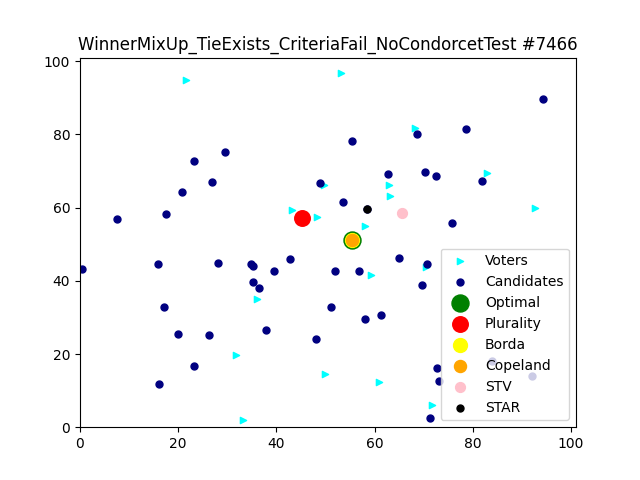 WinnerMixUp_TieExists_CriteriaFail_NoCondorcetTest #7466
100
80
60
40
20
0
0 20 40 60 80 100
Voters
Candidates
Optimal
Plurality
Borda
Copeland
STV
STAR